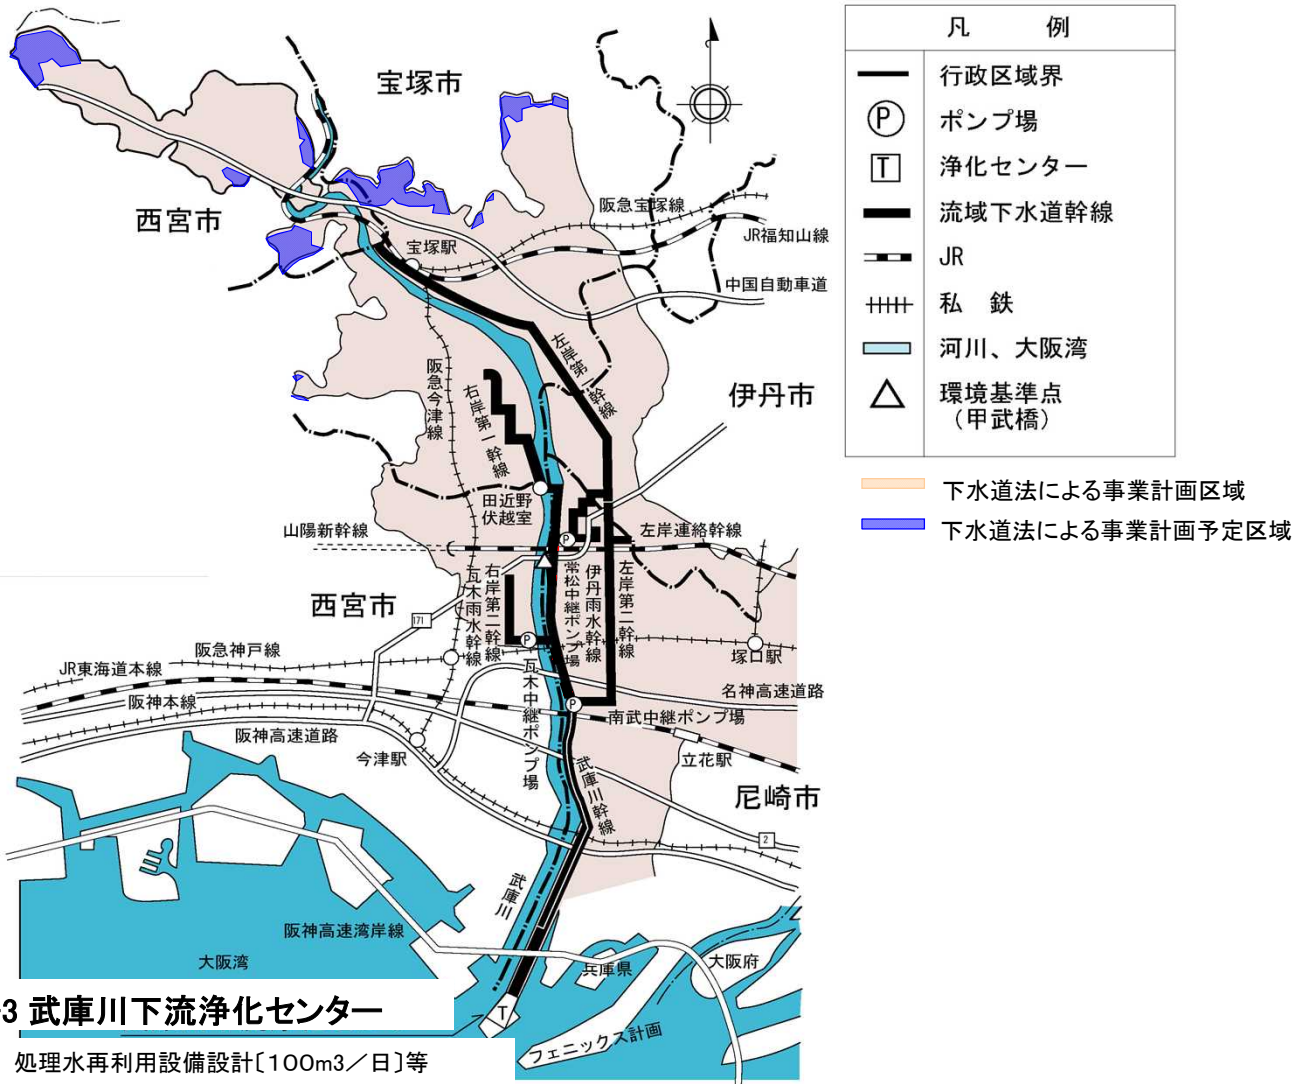 凡 例
行政区域界
P ポンプ場
T 浄化センター
流域下水道幹線
JR
私 鉄
河川、大阪湾
環境基準点
(甲武橋)
下水道法による事業計画区域
下水道法による事業計画予定区域
宝塚市
西宮市
阪急宝塚線
JR福知山線
宝塚駅
中国自動車道
左岸第一幹線
阪急今津線
右岸第一幹線
伊丹市
田近野
伏越室
山陽新幹線
P
左岸連絡幹線
西宮市
171
瓦木雨水幹線
右岸第二幹線
常松中継ポンプ場
伊丹雨水幹線
左岸第二幹線
P
阪急神戸線
塚口駅
JR東海道本線
名神高速道路
阪神本線
P
南武中継ポンプ場
瓦木中継ポンプ場
阪神高速道路
今津駅
立花駅
武庫川幹線
尼崎市
2
武庫川
阪神高速湾岸線
大阪湾
兵庫県
大阪府
T
フェニックス計画
3 武庫川下流浄化センター
処理水再利用設備設計〔100m3/日〕等